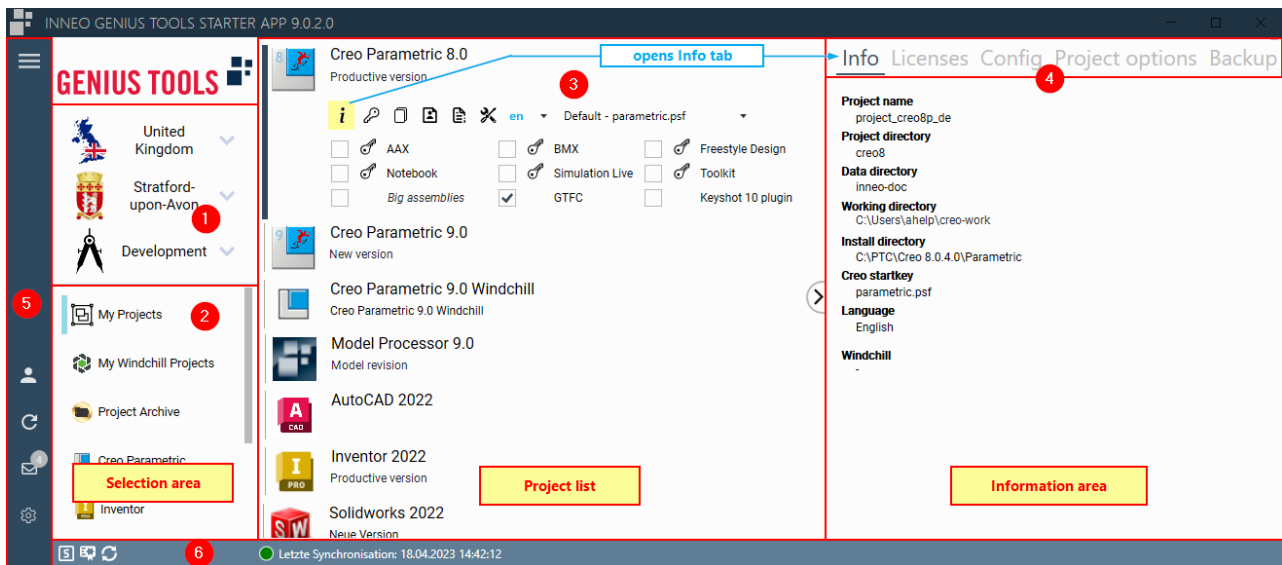 INNEO GENIUS TOOLS STARTER APP 9.0.2.0
GENIUS TOOLS
United
Kingdom
Stratford-
upon-Avon
1
Development
5
My Projects
2
My Windchill Projects
Project Archive
Creo Parametric
Selection area
Inventor
4
8
Creo Parametric 8.0
Productive version
opens Info tab
3
i
en
Default - parametric.psf
AAX
BMX
Freestyle Design
Notebook
Simulation Live
Toolkit
Big assemblies
GTFC
Keyshot 10 plugin
9
Creo Parametric 9.0
New version
Creo Parametric 9.0 Windchill
Creo Parametric 9.0 Windchill
Model Processor 9.0
Model revision
A
CAD
AutoCAD 2022
I
PRO
Inventor 2022
Productive version
Project list
SW
Solidworks 2022
Neue Version
Info Licenses Config Project options Backup
4
Project name
project_creo8p_de
Project directory
creo8
Data directory
inneo-doc
Working directory
C:\Users\ahelp\creo-work
Install directory
C:\PTC\Creo 8.0.4.0\Parametric
Creo startkey
parametric.psf
Language
English
Windchill
-
Information area
S
6
Letzte Synchronisation: 18.04.2023 14:42:12